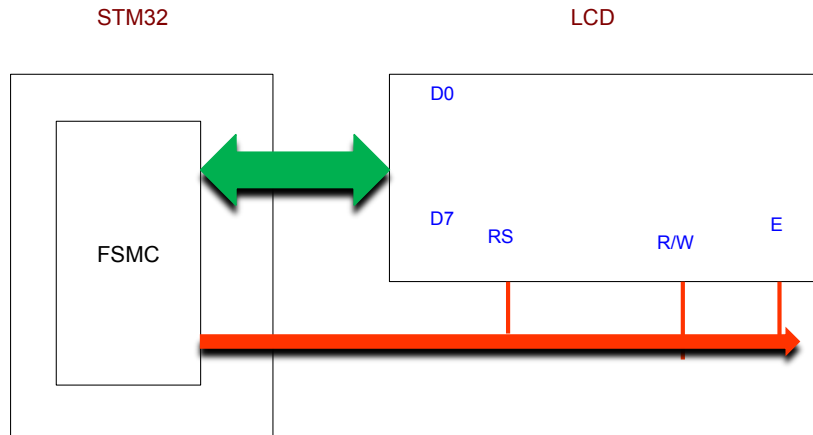 STM32
LCD
D0
D7
RS
R/W
E
FSMC